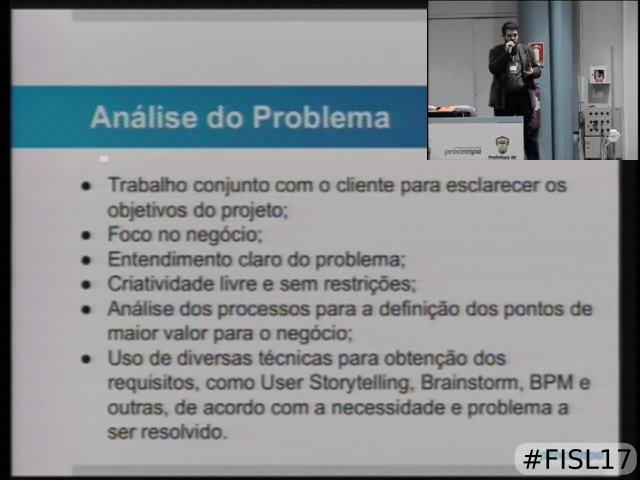 Análise do Problema
procempa
Prefeitura de
● Trabalho conjunto com o cliente para esclarecer os
objetivos do projeto;
● Foco no negócio;
● Entendimento claro do problema;
● Criatividade livre e sem restrições;
● Análise dos processos para a definição dos pontos de
maior valor para o negócio;
● Uso de diversas técnicas para obtenção dos
requisitos, como User Storytelling, Brainstorm, BPM e
outras, de acordo com a necessidade e problema a
ser resolvido.
#FISL17